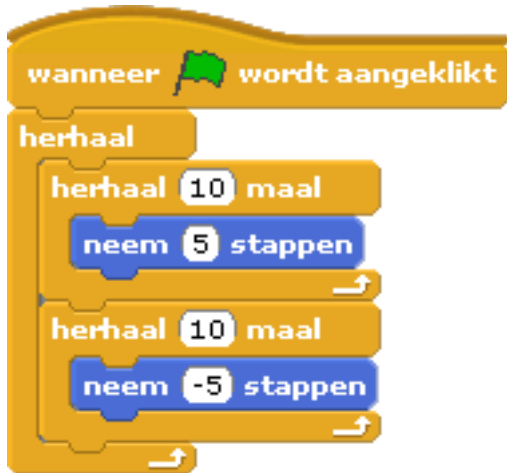 wanneer wordt aangeklikt
herhaal
herhaal 10 maal
neem 5 stappen
herhaal 10 maal
neem -5 stappen